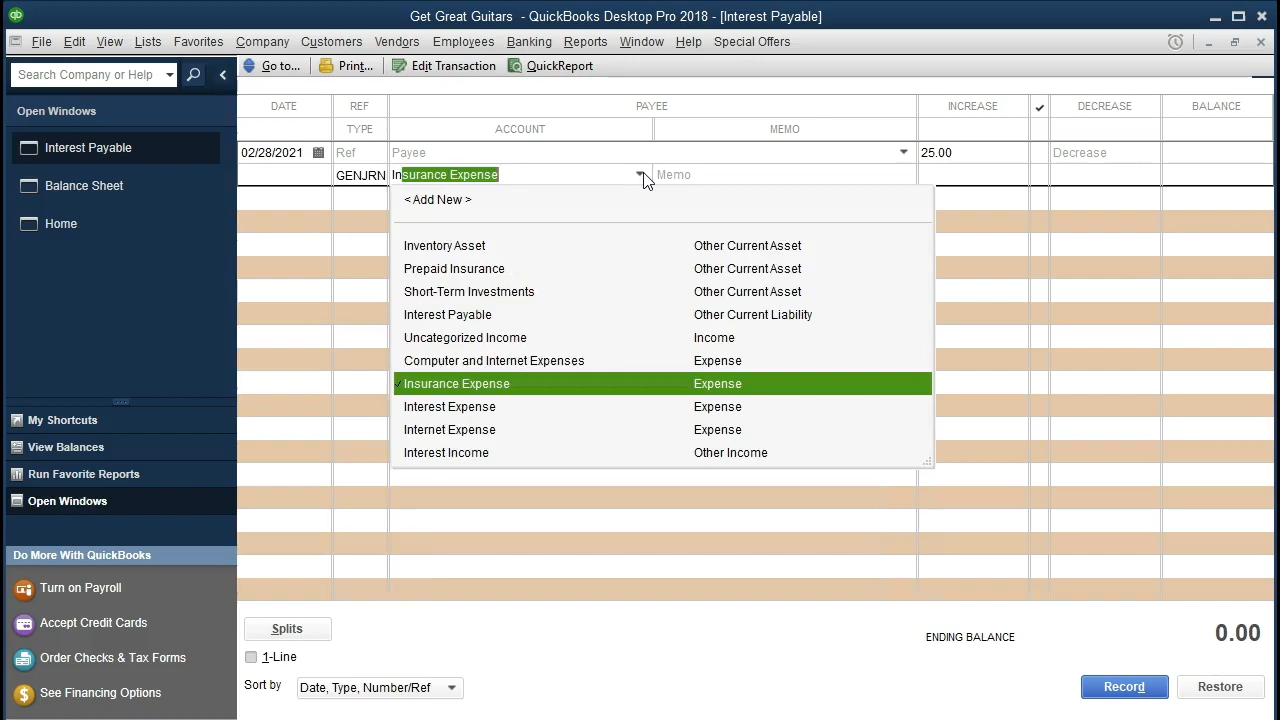 Get Great Guitars - QuickBooks Desktop Pro 2018 - [Interest Payable]
File Edit View Lists Favorites Company Customers Vendors Employees Banking Reports Window Help Special Offers
Search Company or Help
Go to... Print... Edit Transaction QuickReport
Open Windows
Interest Payable
Balance Sheet
Home
My Shortcuts
View Balances
Run Favorite Reports
Open Windows
Do More With QuickBooks
Turn on Payroll
Accept Credit Cards
Order Checks & Tax Forms
See Financing Options
DATE REF PAYEE INCREASE ✓ DECREASE BALANCE
TYPE ACCOUNT MEMO
02/28/2021 Ref Payee 25.00 Decrease
GENJRN Insurance Expense Memo
< Add New >
Inventory Asset Other Current Asset
Prepaid Insurance Other Current Asset
Short-Term Investments Other Current Asset
Interest Payable Other Current Liability
Uncategorized Income Income
Computer and Internet Expenses Expense
✓ Insurance Expense Expense
Interest Expense Expense
Internet Expense Expense
Interest Income Other Income
Splits
ENDING BALANCE 0.00
1-Line
Sort by Date, Type, Number/Ref
Record Restore